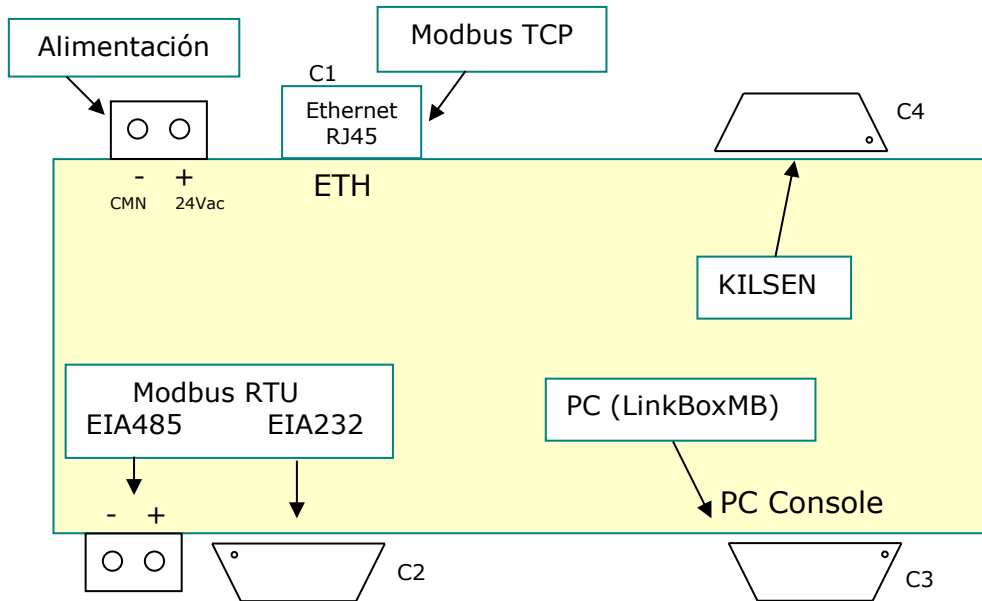 Alimentación
Modbus TCP
C1
Ethernet
RJ45
C4
- +
CMN 24Vac
ETH
KILSEN
Modbus RTU
EIA485 EIA232
PC (LinkBoxMB)
- +
PC Console
C2
C3